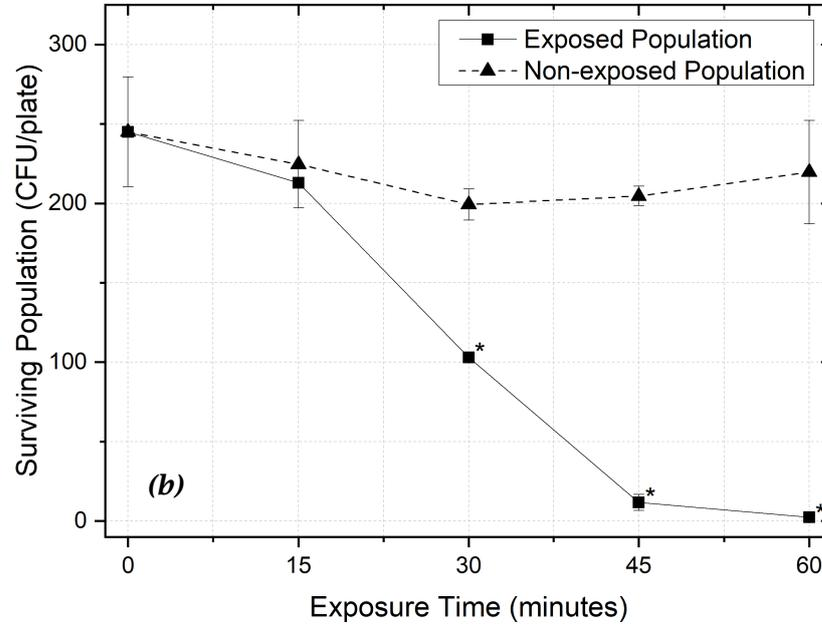 Exposed Population
Non-exposed Population
300
200
100
0
Surviving Population (CFU/plate)
*
*
*
(b)
0 15 30 45 60
Exposure Time (minutes)